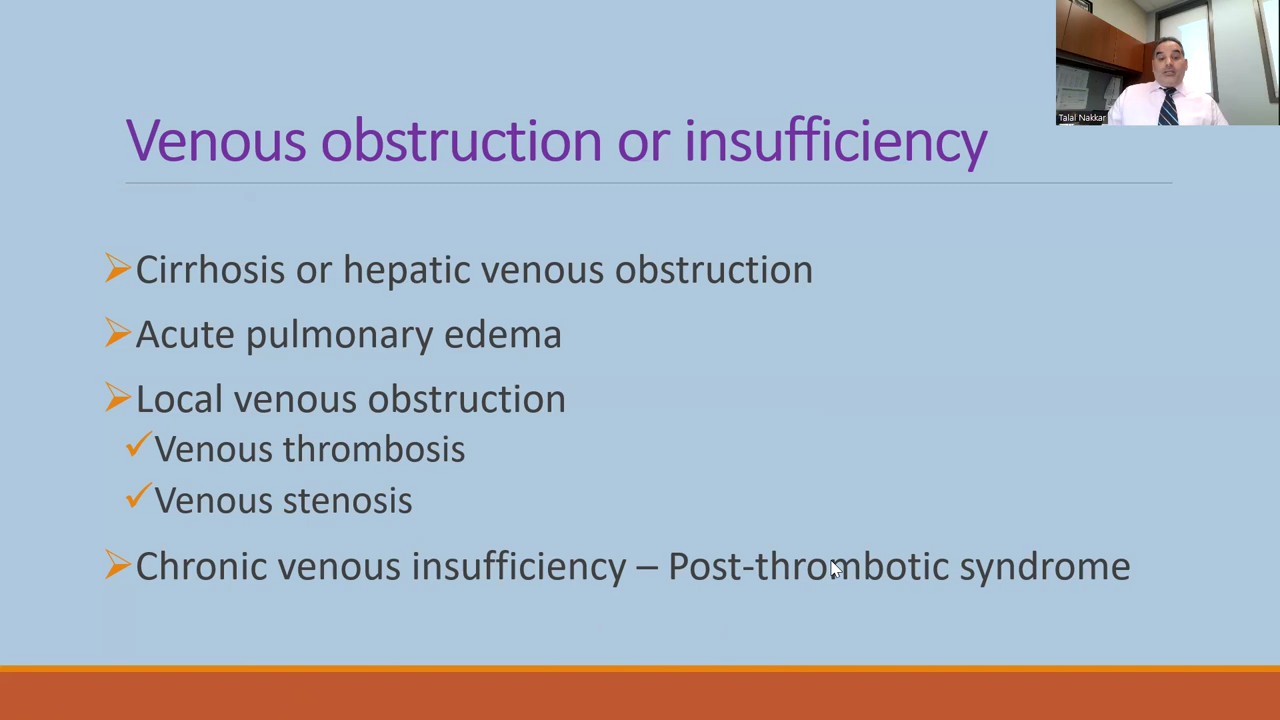 Venous obstruction or insufficiency
Talal Nakkar
Cirrhosis or hepatic venous obstruction
Acute pulmonary edema
Local venous obstruction
Venous thrombosis
Venous stenosis
Chronic venous insufficiency – Post-thrombotic syndrome